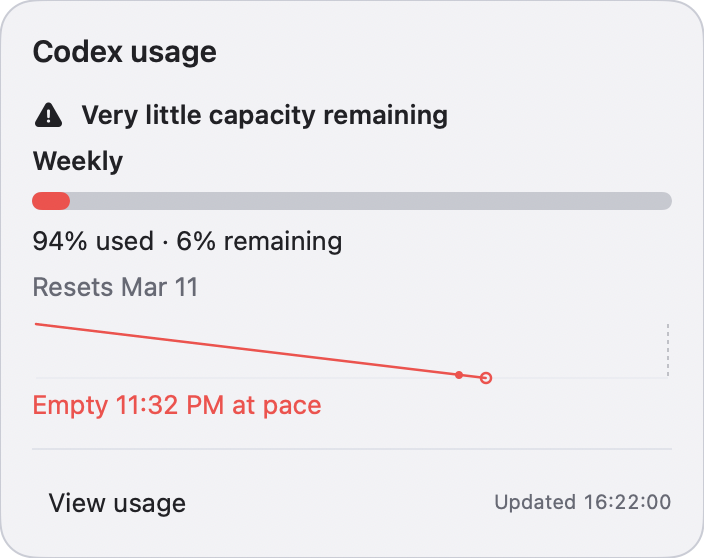 Codex usage
Very little capacity remaining
Weekly
94% used · 6% remaining
Resets Mar 11
Empty 11:32 PM at pace
View usage
Updated 16:22:00